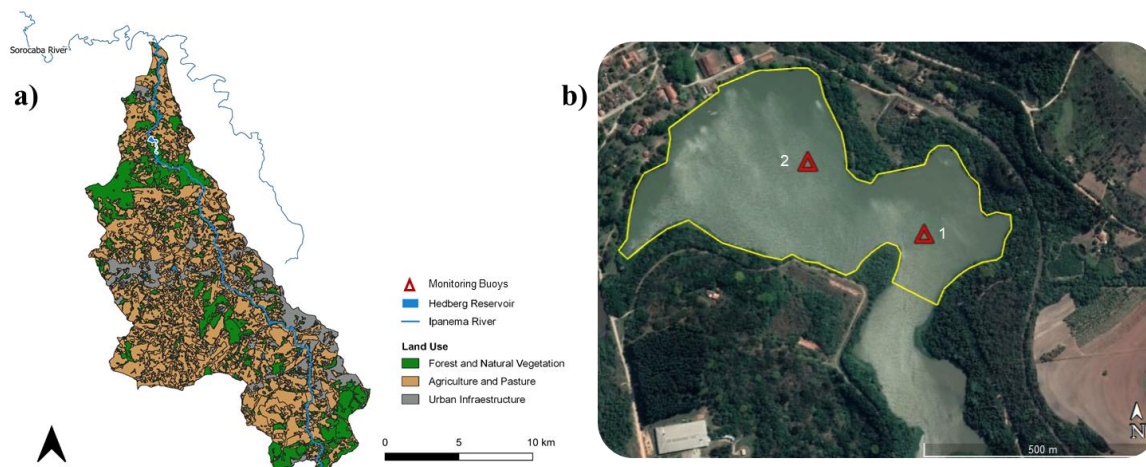 Sorocaba River
a)
Monitoring Buoys
Hedberg Reservoir
Ipanema River
Land Use
Forest and Natural Vegetation
Agriculture and Pasture
Urban Infraestructure
0 5 10 km
b)
2
1
N
500 m